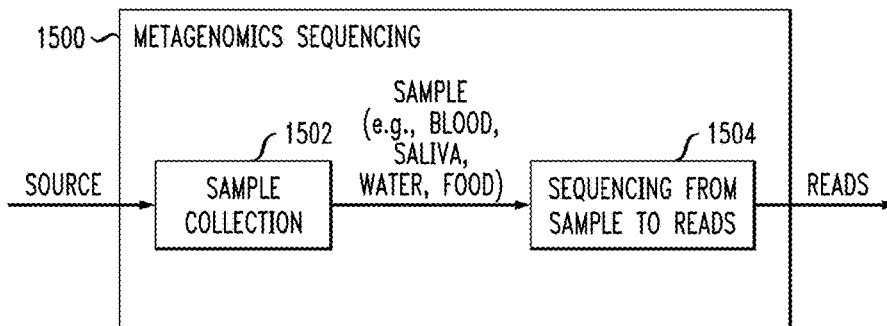 1500 METAGENOMICS SEQUENCING
SAMPLE
(e.g., BLOOD,
SALIVA,
WATER, FOOD)
1502
1504
SOURCE
SAMPLE
COLLECTION
SEQUENCING FROM
SAMPLE TO READS
READS